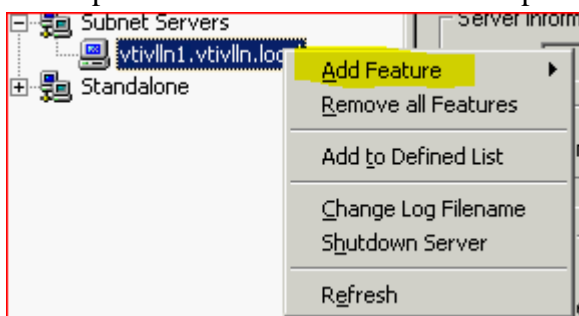 Subnet Servers
Server Inform
vtivlln1.vtivlln.loc
Standalone
Add Feature
Remove all Features
Add to Defined List
Change Log Filename
Shutdown Server
Refresh